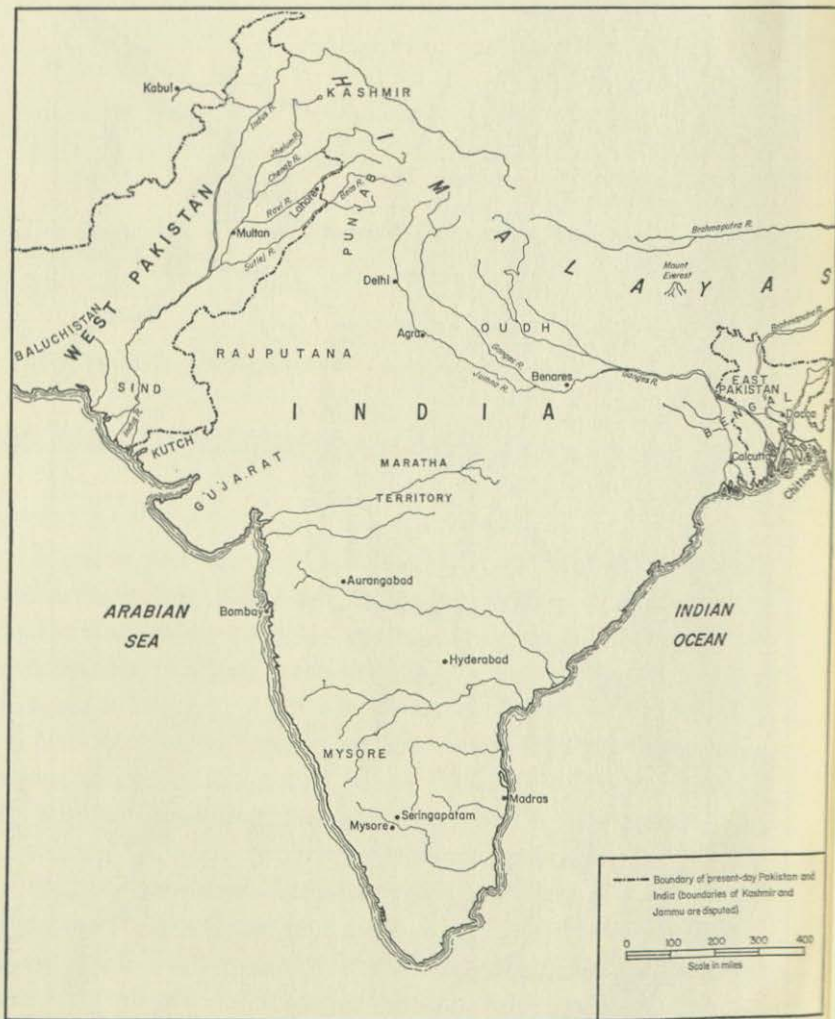 Kabul
HIMALAYAS
KASHMIR
Indus R.
Jhelum R.
Chenab R.
Ravi R.
Lahore
Beas R.
PUNJAB
Multan
Sutlej R.
WEST PAKISTAN
Brahmaputra R.
Mount
Everest
Delhi
BALUCHISTAN
Agra
OUDH
Brahmaputra R.
RAJPUTANA
Ganges R.
Jumna R.
Benares
Ganges R.
EAST
PAKISTAN
SIND
INDIA
BENGAL
Dacca
Indus R.
KUTCH
Calcutta
Chittagong
GUJARAT
MARATHA
TERRITORY
Aurangabad
ARABIAN
SEA
Bombay
INDIAN
OCEAN
Hyderabad
MYSORE
Madras
Seringapatam
Mysore
Boundary of present-day Pakistan and
India (boundaries of Kashmir and
Jammu are disputed)
0 100 200 300 400
Scale in miles